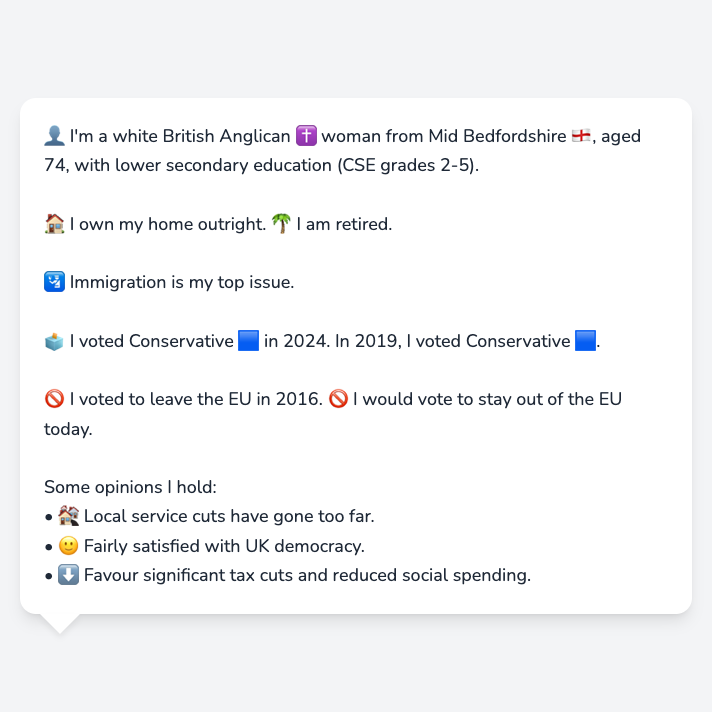 👤 I'm a white British Anglican ✝️ woman from Mid Bedfordshire 🏴󠁧󠁢󠁥󠁮󠁧󠁿, aged
74, with lower secondary education (CSE grades 2-5).
🏠 I own my home outright. 🌴 I am retired.
🛂 Immigration is my top issue.
🗳️ I voted Conservative 🟦 in 2024. In 2019, I voted Conservative 🟦.
🚫 I voted to leave the EU in 2016. 🚫 I would vote to stay out of the EU
today.
Some opinions I hold:
• 🏚️ Local service cuts have gone too far.
• 🙂 Fairly satisfied with UK democracy.
• ⬇️ Favour significant tax cuts and reduced social spending.